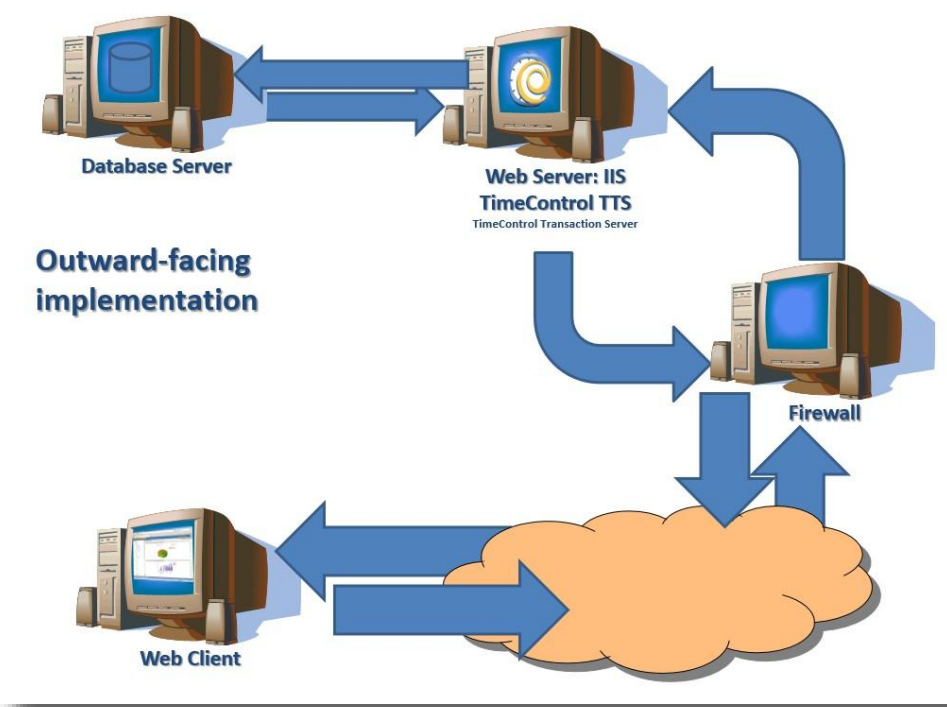 Database Server
Web Server: IIS
TimeControl TTS
TimeControl Transaction Server
Outward-facing
implementation
Firewall
Web Client